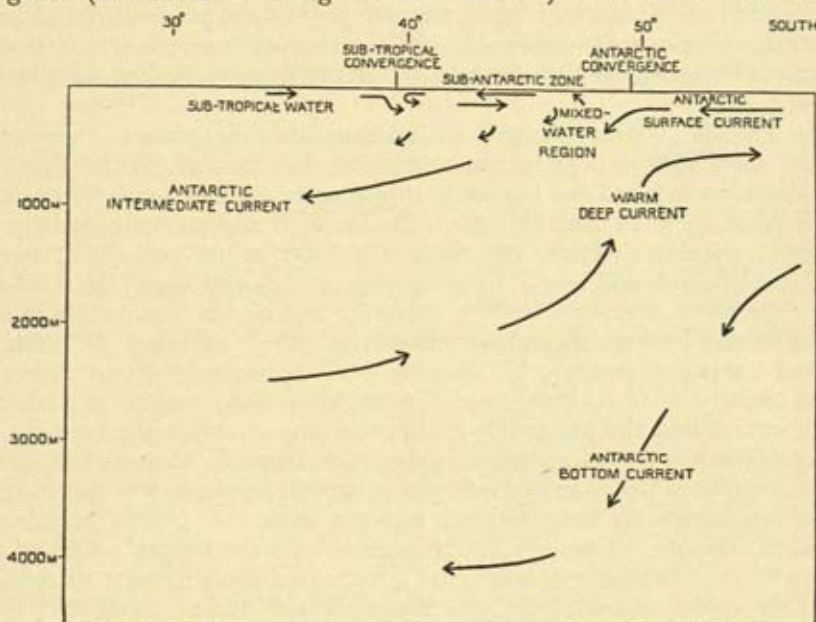 30°
40°
50°
SOUTH
SUB-TROPICAL
CONVERGENCE
ANTARCTIC
CONVERGENCE
SUB-ANTARCTIC ZONE
SUB-TROPICAL WATER
MIXED-
WATER
REGION
ANTARCTIC
SURFACE CURRENT
ANTARCTIC
INTERMEDIATE CURRENT
WARM
DEEP CURRENT
1000M
2000M
3000M
ANTARCTIC
BOTTOM CURRENT
4000M